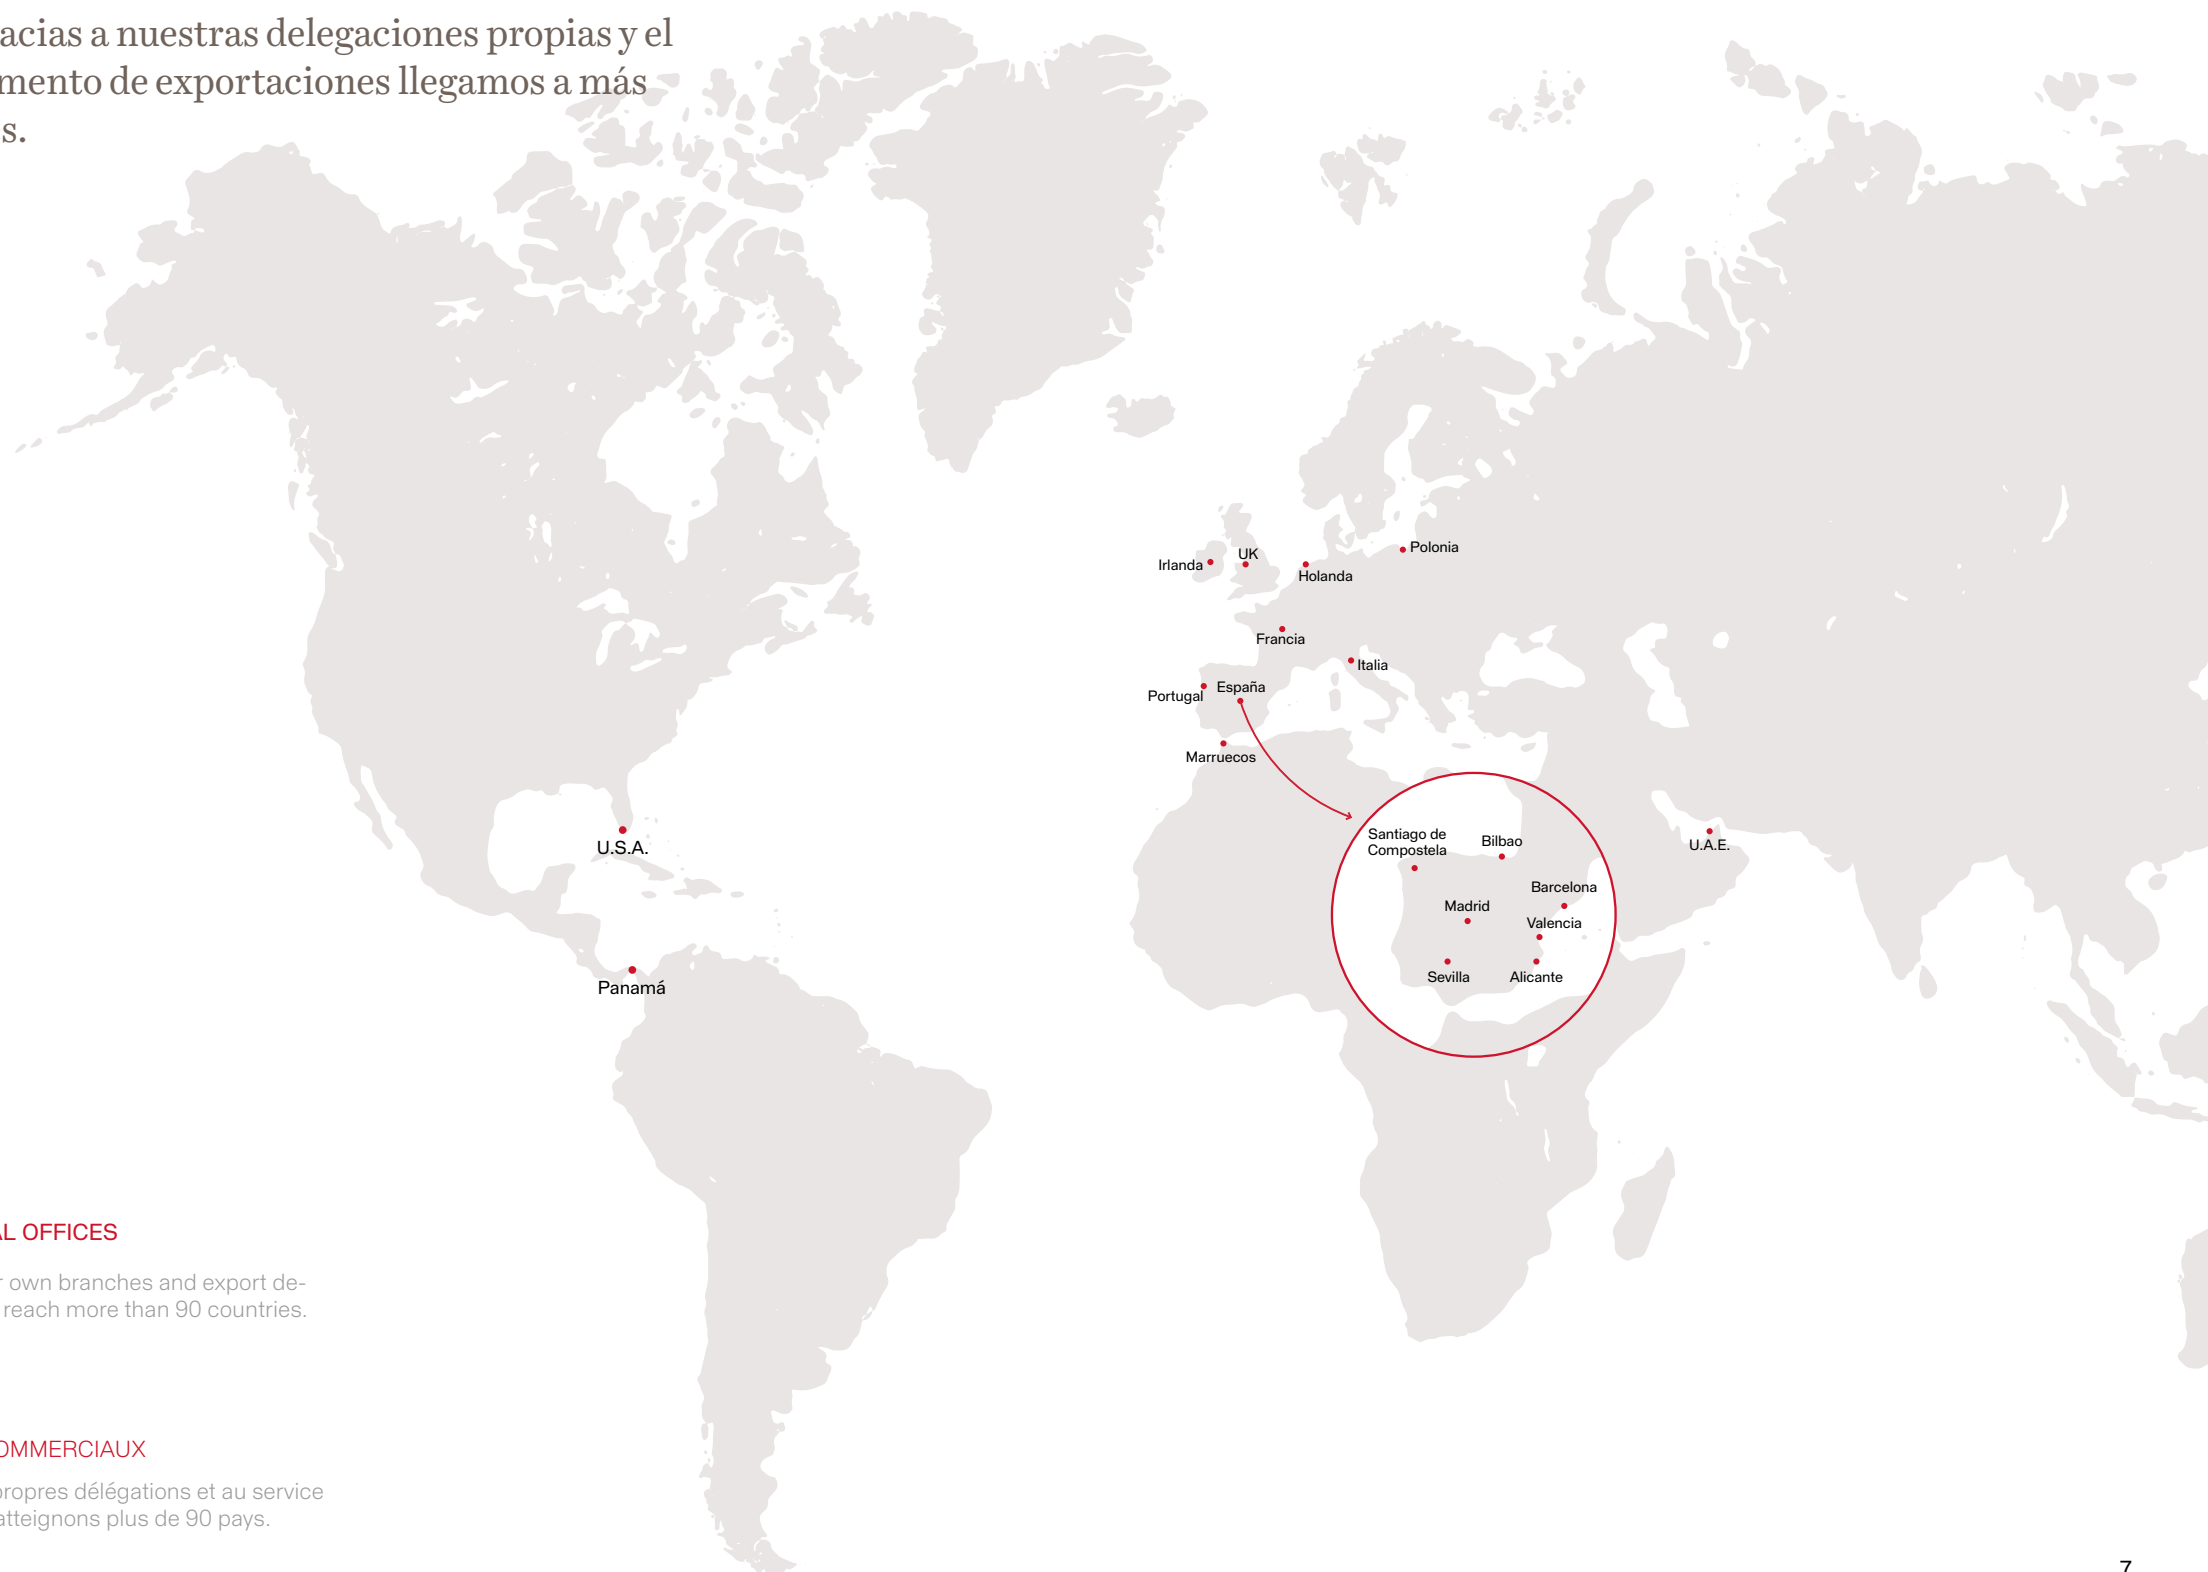 acias a nuestras delegaciones propias y el
mento de exportaciones llegamos a más
s.
Irlanda
UK
Holanda
Polonia
Francia
Italia
Portugal
España
Marruecos
U.S.A.
Panamá
U.A.E.
Santiago de
Compostela
Bilbao
Barcelona
Madrid
Valencia
Sevilla
Alicante
AL OFFICES
r own branches and export de-
reach more than 90 countries.
OMMERCIAUX
propres délégations et au service
atteignons plus de 90 pays.
7